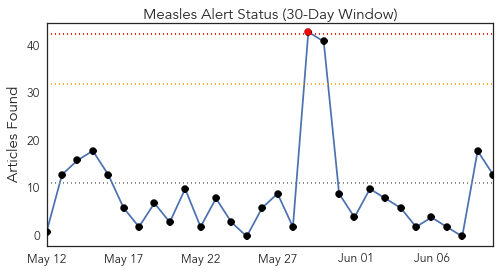 Measles Alert Status (30-Day Window)
Articles Found
40
30
20
10
0
May 12 May 17 May 22 May 27 Jun 01 Jun 06